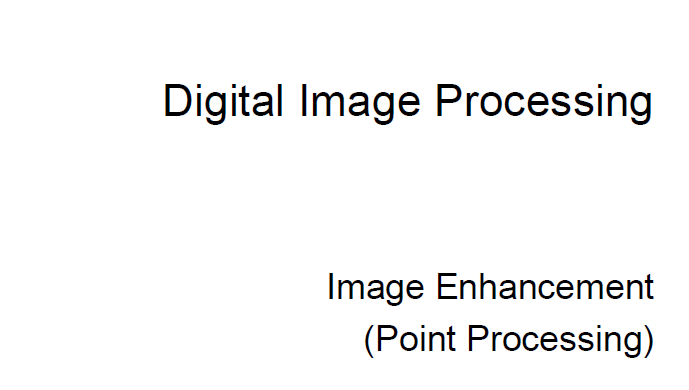 Digital Image Processing
Image Enhancement
(Point Processing)